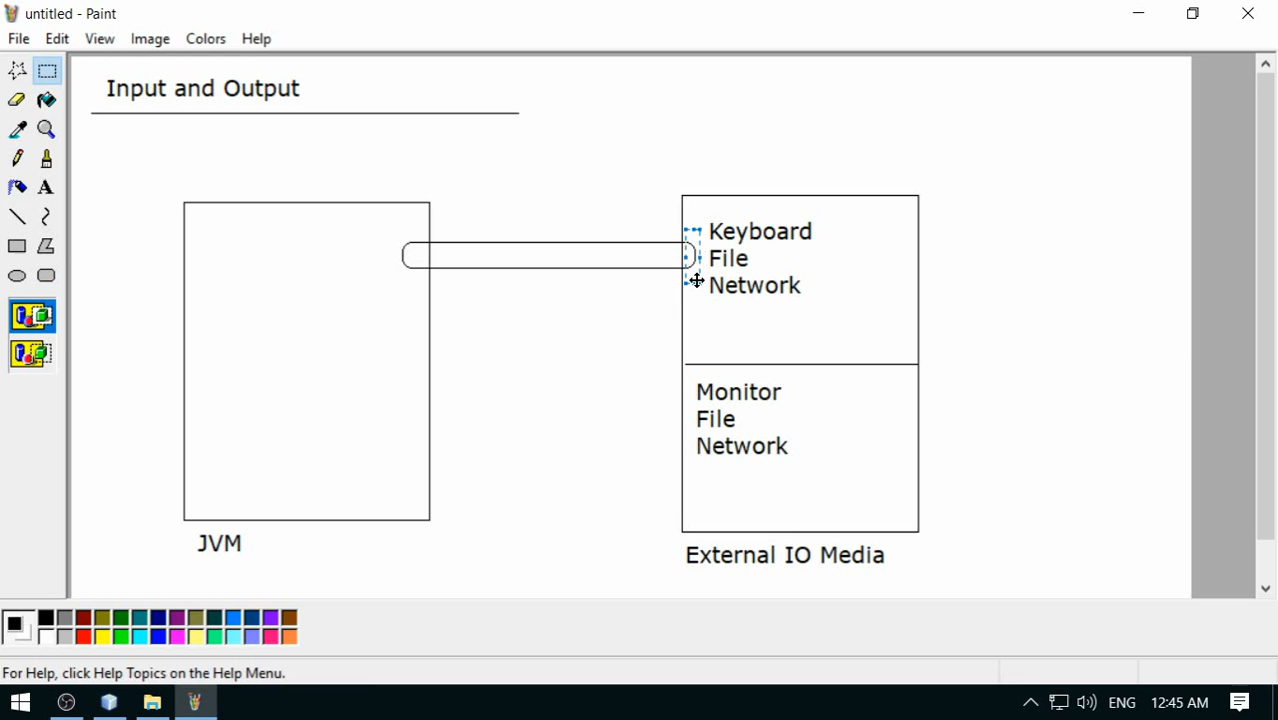 untitled - Paint
File Edit View Image Colors Help
Input and Output
Keyboard
File
Network
Monitor
File
Network
JVM
External IO Media
For Help, click Help Topics on the Help Menu.
ENG 12:45 AM